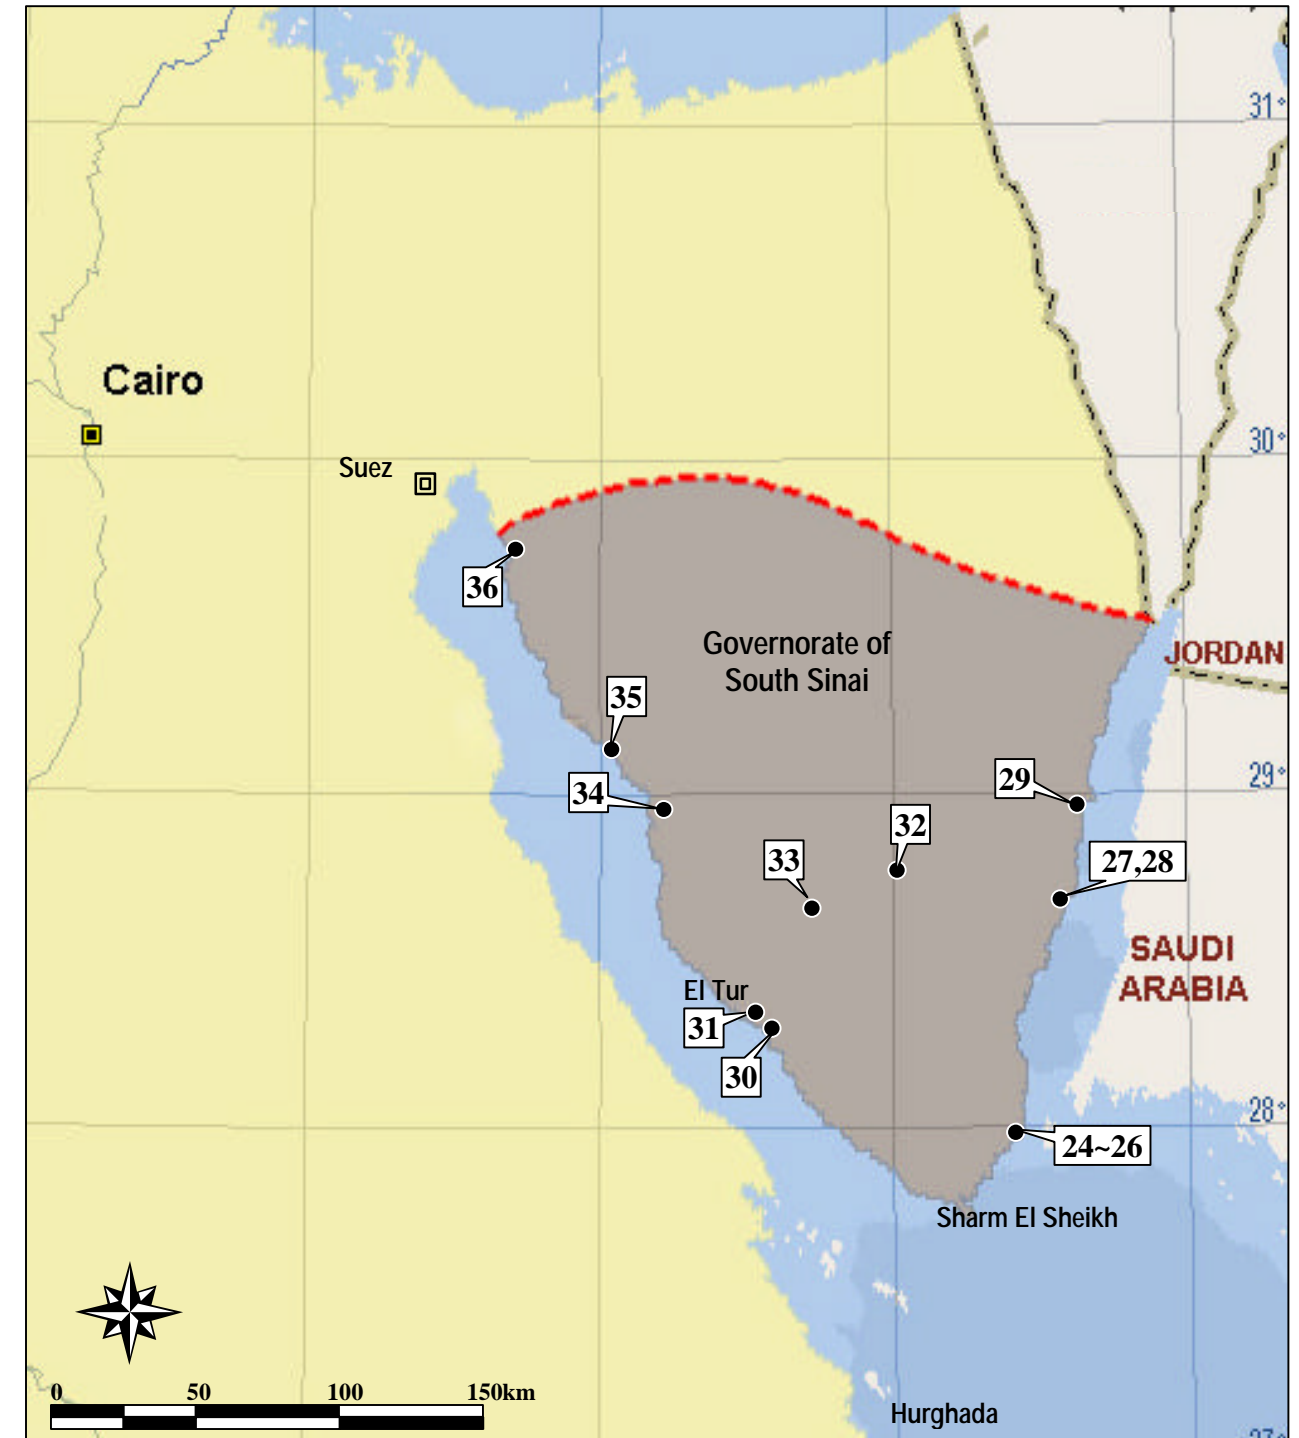 31°
Cairo
30°
Suez
36
Governorate of
South Sinai
JORDAN
35
29°
29
34
32
33
27,28
SAUDI
ARABIA
El Tur
31
30
28°
24~26
Sharm El Sheikh
0 50 100 150km
Hurghada
27°